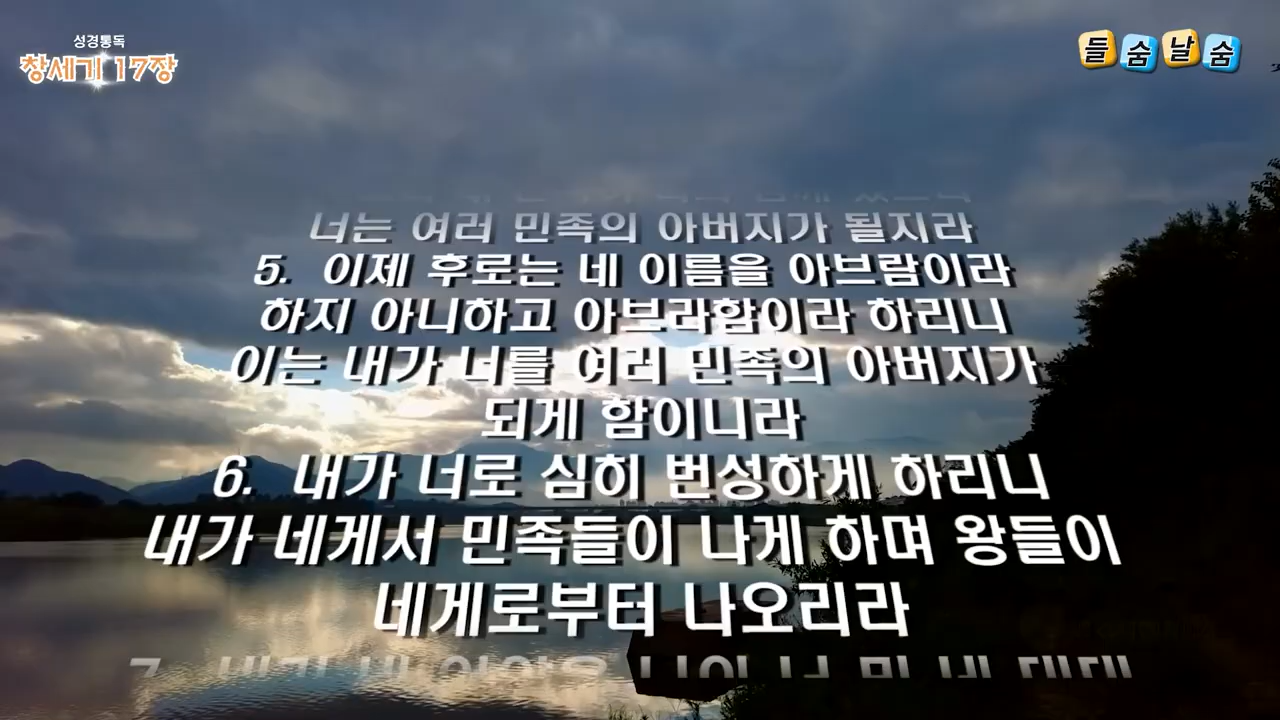 성경통독
창세기 17장
들숨날숨
너는 여러 민족의 아버지가 될지라
5. 이제 후로는 네 이름을 아브람이라
하지 아니하고 아브라함이라 하리니
이는 내가 너를 여러 민족의 아버지가
되게 함이니라
6. 내가 너로 심히 번성하게 하리니
내가 네게서 민족들이 나게 하며 왕들이
네게로부터 나오리라